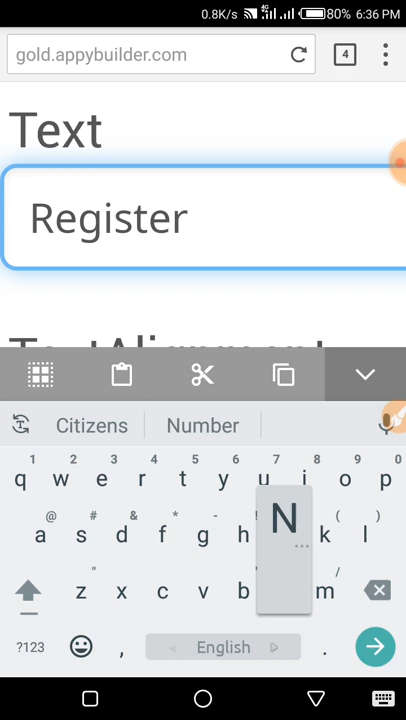 0.8K/s 4G 80% 6:36 PM
gold.appybuilder.com 4
Text
Register
TextAlignment
Citizens Number
1 2 3 4 5 6 7 8 9 0
q w e r t y u i o p
@ # & * - ! ( )
a s d f g h N k l
" ' /
z x c v b m
?123 , < English > .